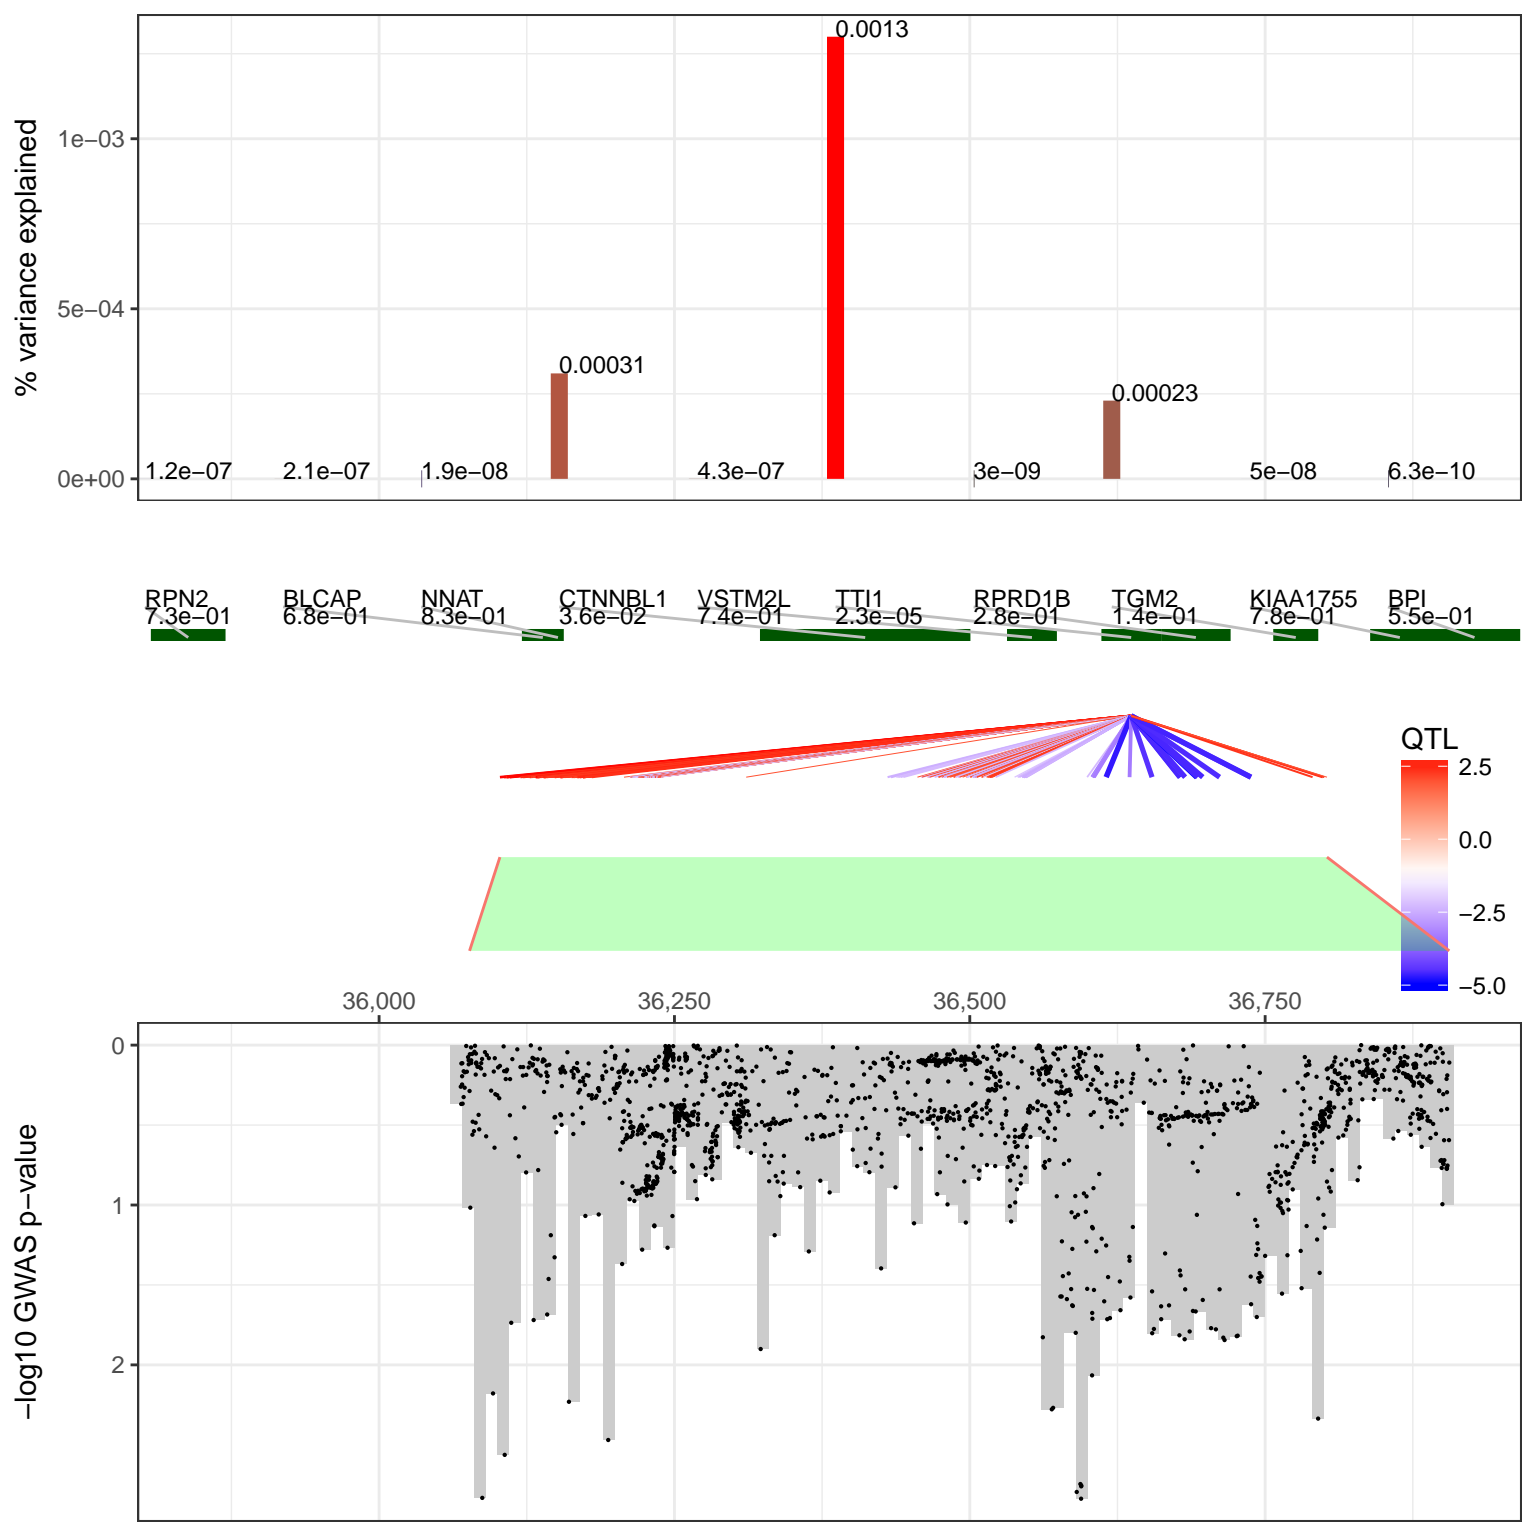 % variance explained
1e−03
5e−04
0e+00
0.0013
0.00031
0.00023
1.2e−07 2.1e−07 1.9e−08 4.3e−07 3e−09 5e−08 6.3e−10
RPN2 BLCAP NNAT CTNNBL1 VSTM2L TTI1 RPRD1B TGM2 KIAA1755 BPI
7.3e−01 6.8e−01 8.3e−01 3.6e−02 7.4e−01 2.3e−05 2.8e−01 1.4e−01 7.8e−01 5.5e−01
QTL
2.5
0.0
−2.5
−5.0
36,000 36,250 36,500 36,750
−log10 GWAS p−value
0
1
2